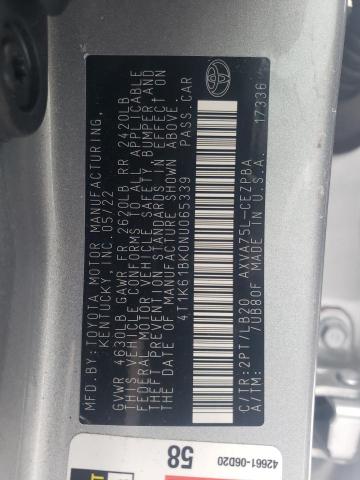 MFD.BY:TOYOTA MOTOR MANUFACTURING,
KENTUCKY, INC. 05/22
GVWR 4630LB GAWR FR 2620LB RR 2420LB
THIS VEHICLE CONFORMS TO ALL APPLICABLE
FEDERAL MOTOR VEHICLE SAFETY, BUMPER, AND
THEFT PREVENTION STANDARDS IN EFFECT ON
THE DATE OF MANUFACTURE SHOWN ABOVE.
4T1K61BK0NU065339 PASS.CAR
C/TR:2PT/LB20 AXVA75L-CEZPBA
A/TM: /UB80F MADE IN U.S.A.
17336
TOYOTA
42661-06D20
58